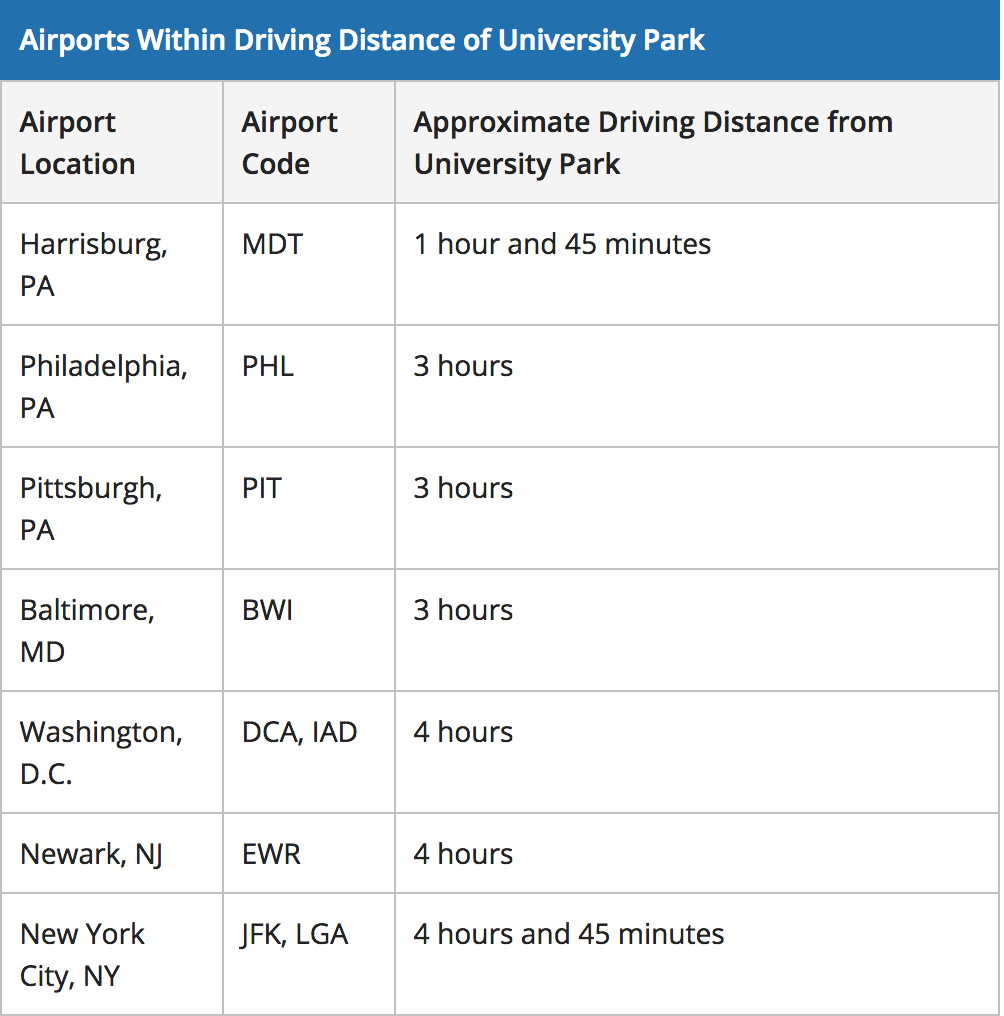 Airports Within Driving Distance of University Park
Airport Location
Airport Code
Approximate Driving Distance from University Park
Harrisburg, PA
MDT
1 hour and 45 minutes
Philadelphia, PA
PHL
3 hours
Pittsburgh, PA
PIT
3 hours
Baltimore, MD
BWI
3 hours
Washington, D.C.
DCA, IAD
4 hours
Newark, NJ
EWR
4 hours
New York City, NY
JFK, LGA
4 hours and 45 minutes